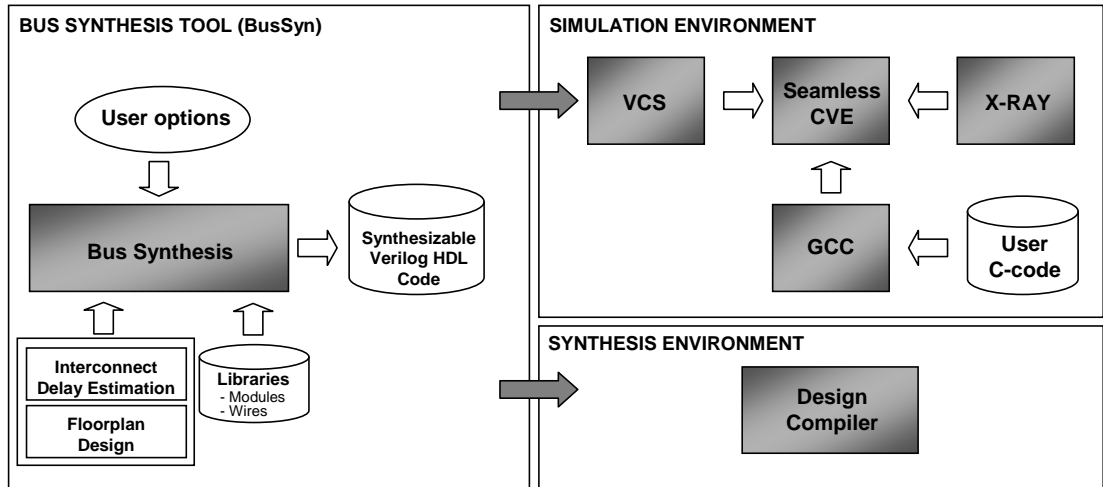 BUS SYNTHESIS TOOL (BusSyn)
User options
Bus Synthesis
Synthesizable
Verilog HDL
Code
Interconnect
Delay Estimation
Floorplan
Design
Libraries
- Modules
- Wires
SIMULATION ENVIRONMENT
VCS
Seamless
CVE
X-RAY
GCC
User
C-code
SYNTHESIS ENVIRONMENT
Design
Compiler